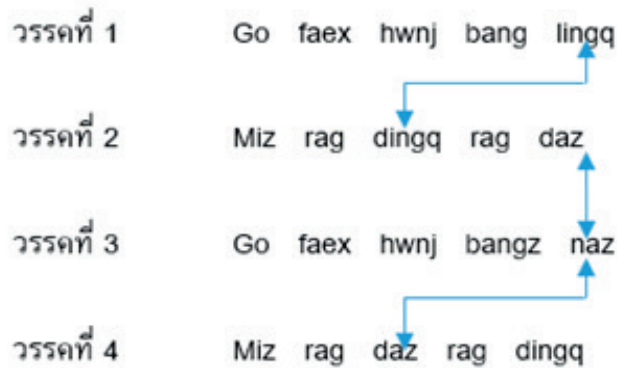 วรรคที่ 1 Go faex hwnj bang lingq
วรรคที่ 2 Miz rag dingq rag daz
วรรคที่ 3 Go faex hwnj bangz naz
วรรคที่ 4 Miz rag daz rag dingq